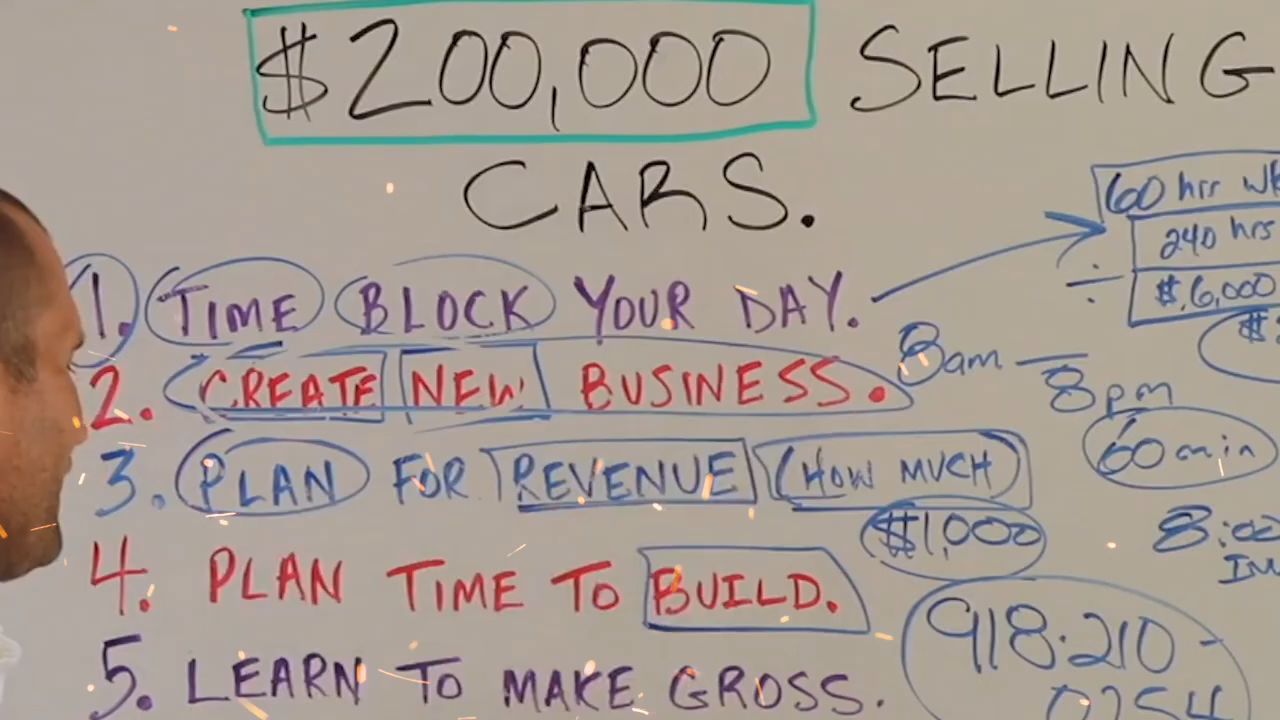 $200,000 SELLING
CARS.
60 hrs
240 hrs
÷ $6,000
1. TIME BLOCK YOUR DAY.
2. CREATE NEW BUSINESS.
8am — 8pm
60 min
3. PLAN FOR REVENUE (HOW MUCH)
$1,000
4. PLAN TIME TO BUILD.
918.210-
0254
5. LEARN TO MAKE GROSS.